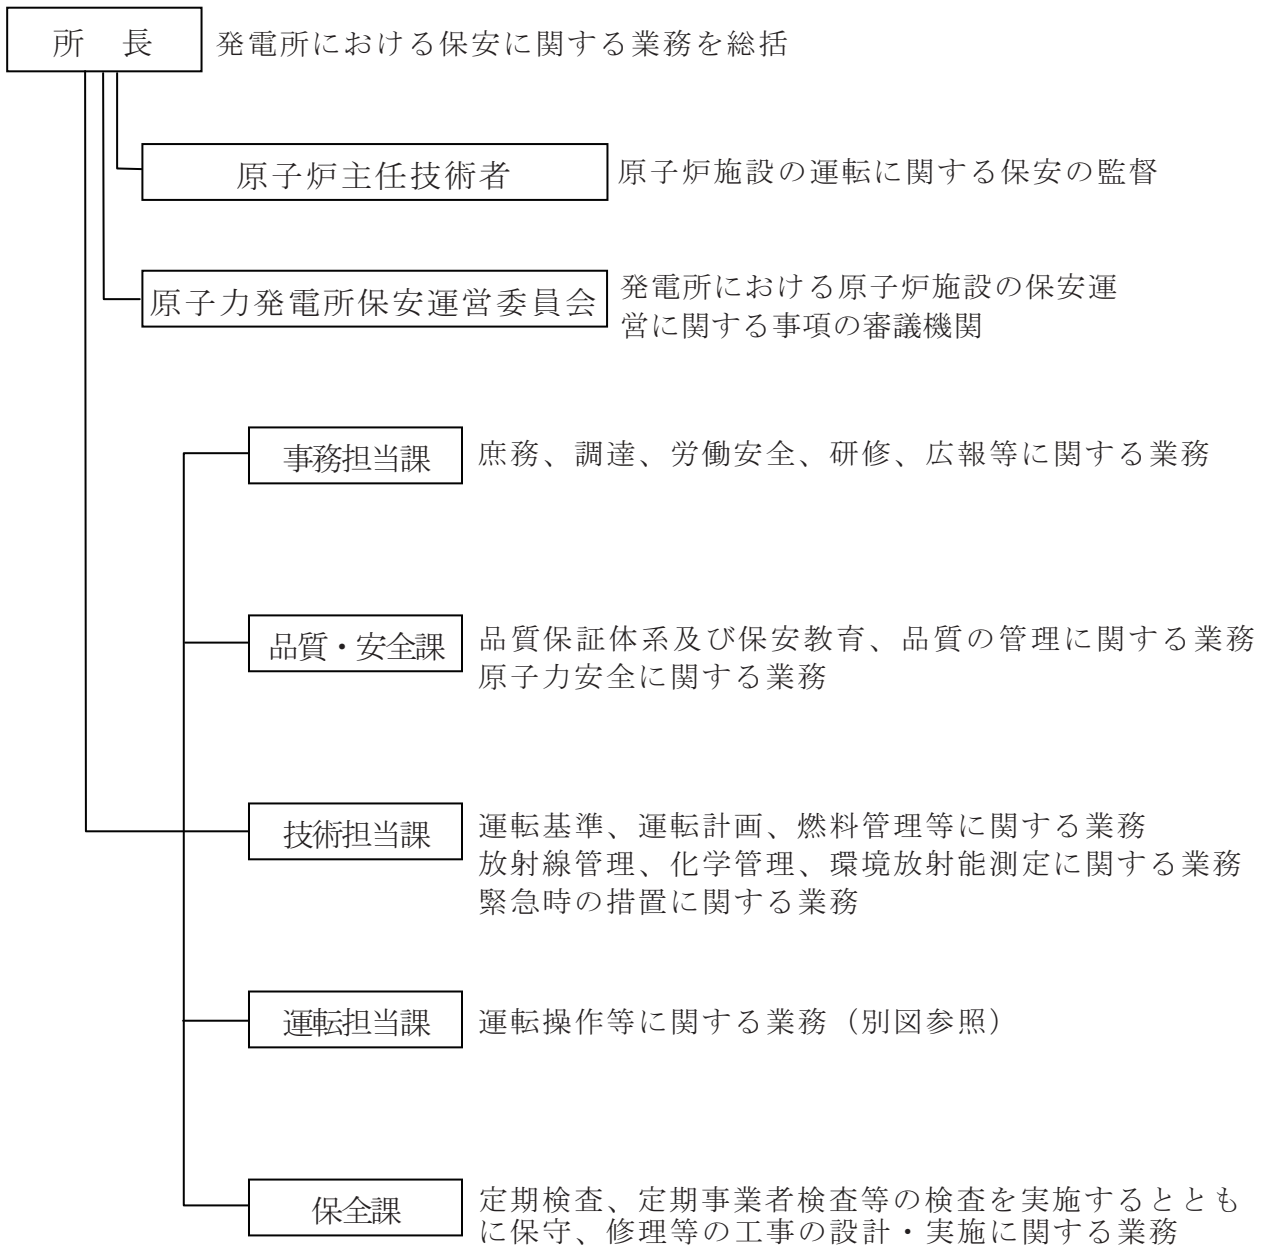 所 長
発電所における保安に関する業務を総括
原子炉主任技術者
原子炉施設の運転に関する保安の監督
原子力発電所保安運営委員会
発電所における原子炉施設の保安運
営に関する事項の審議機関
事務担当課
庶務、調達、労働安全、研修、広報等に関する業務
品質・安全課
品質保証体系及び保安教育、品質の管理に関する業務
原子力安全に関する業務
技術担当課
運転基準、運転計画、燃料管理等に関する業務
放射線管理、化学管理、環境放射能測定に関する業務
緊急時の措置に関する業務
運転担当課
運転操作等に関する業務（別図参照）
保全課
定期検査、定期事業者検査等の検査を実施するととも
に保守、修理等の工事の設計・実施に関する業務